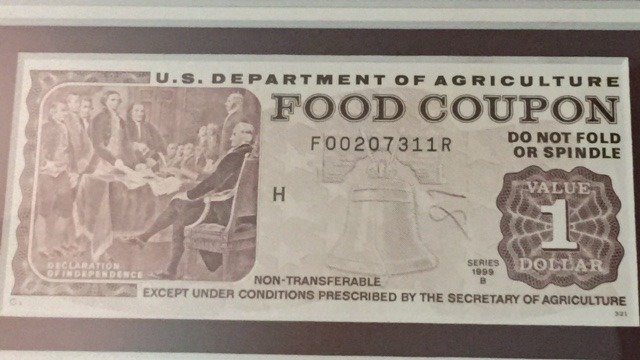 U.S. DEPARTMENT OF AGRICULTURE
FOOD COUPON
F00207311R
DO NOT FOLD
OR SPINDLE
H
VALUE
1
DOLLAR
DECLARATION
OF INDEPENDENCE
SERIES
1999
B
NON-TRANSFERABLE
EXCEPT UNDER CONDITIONS PRESCRIBED BY THE SECRETARY OF AGRICULTURE
321